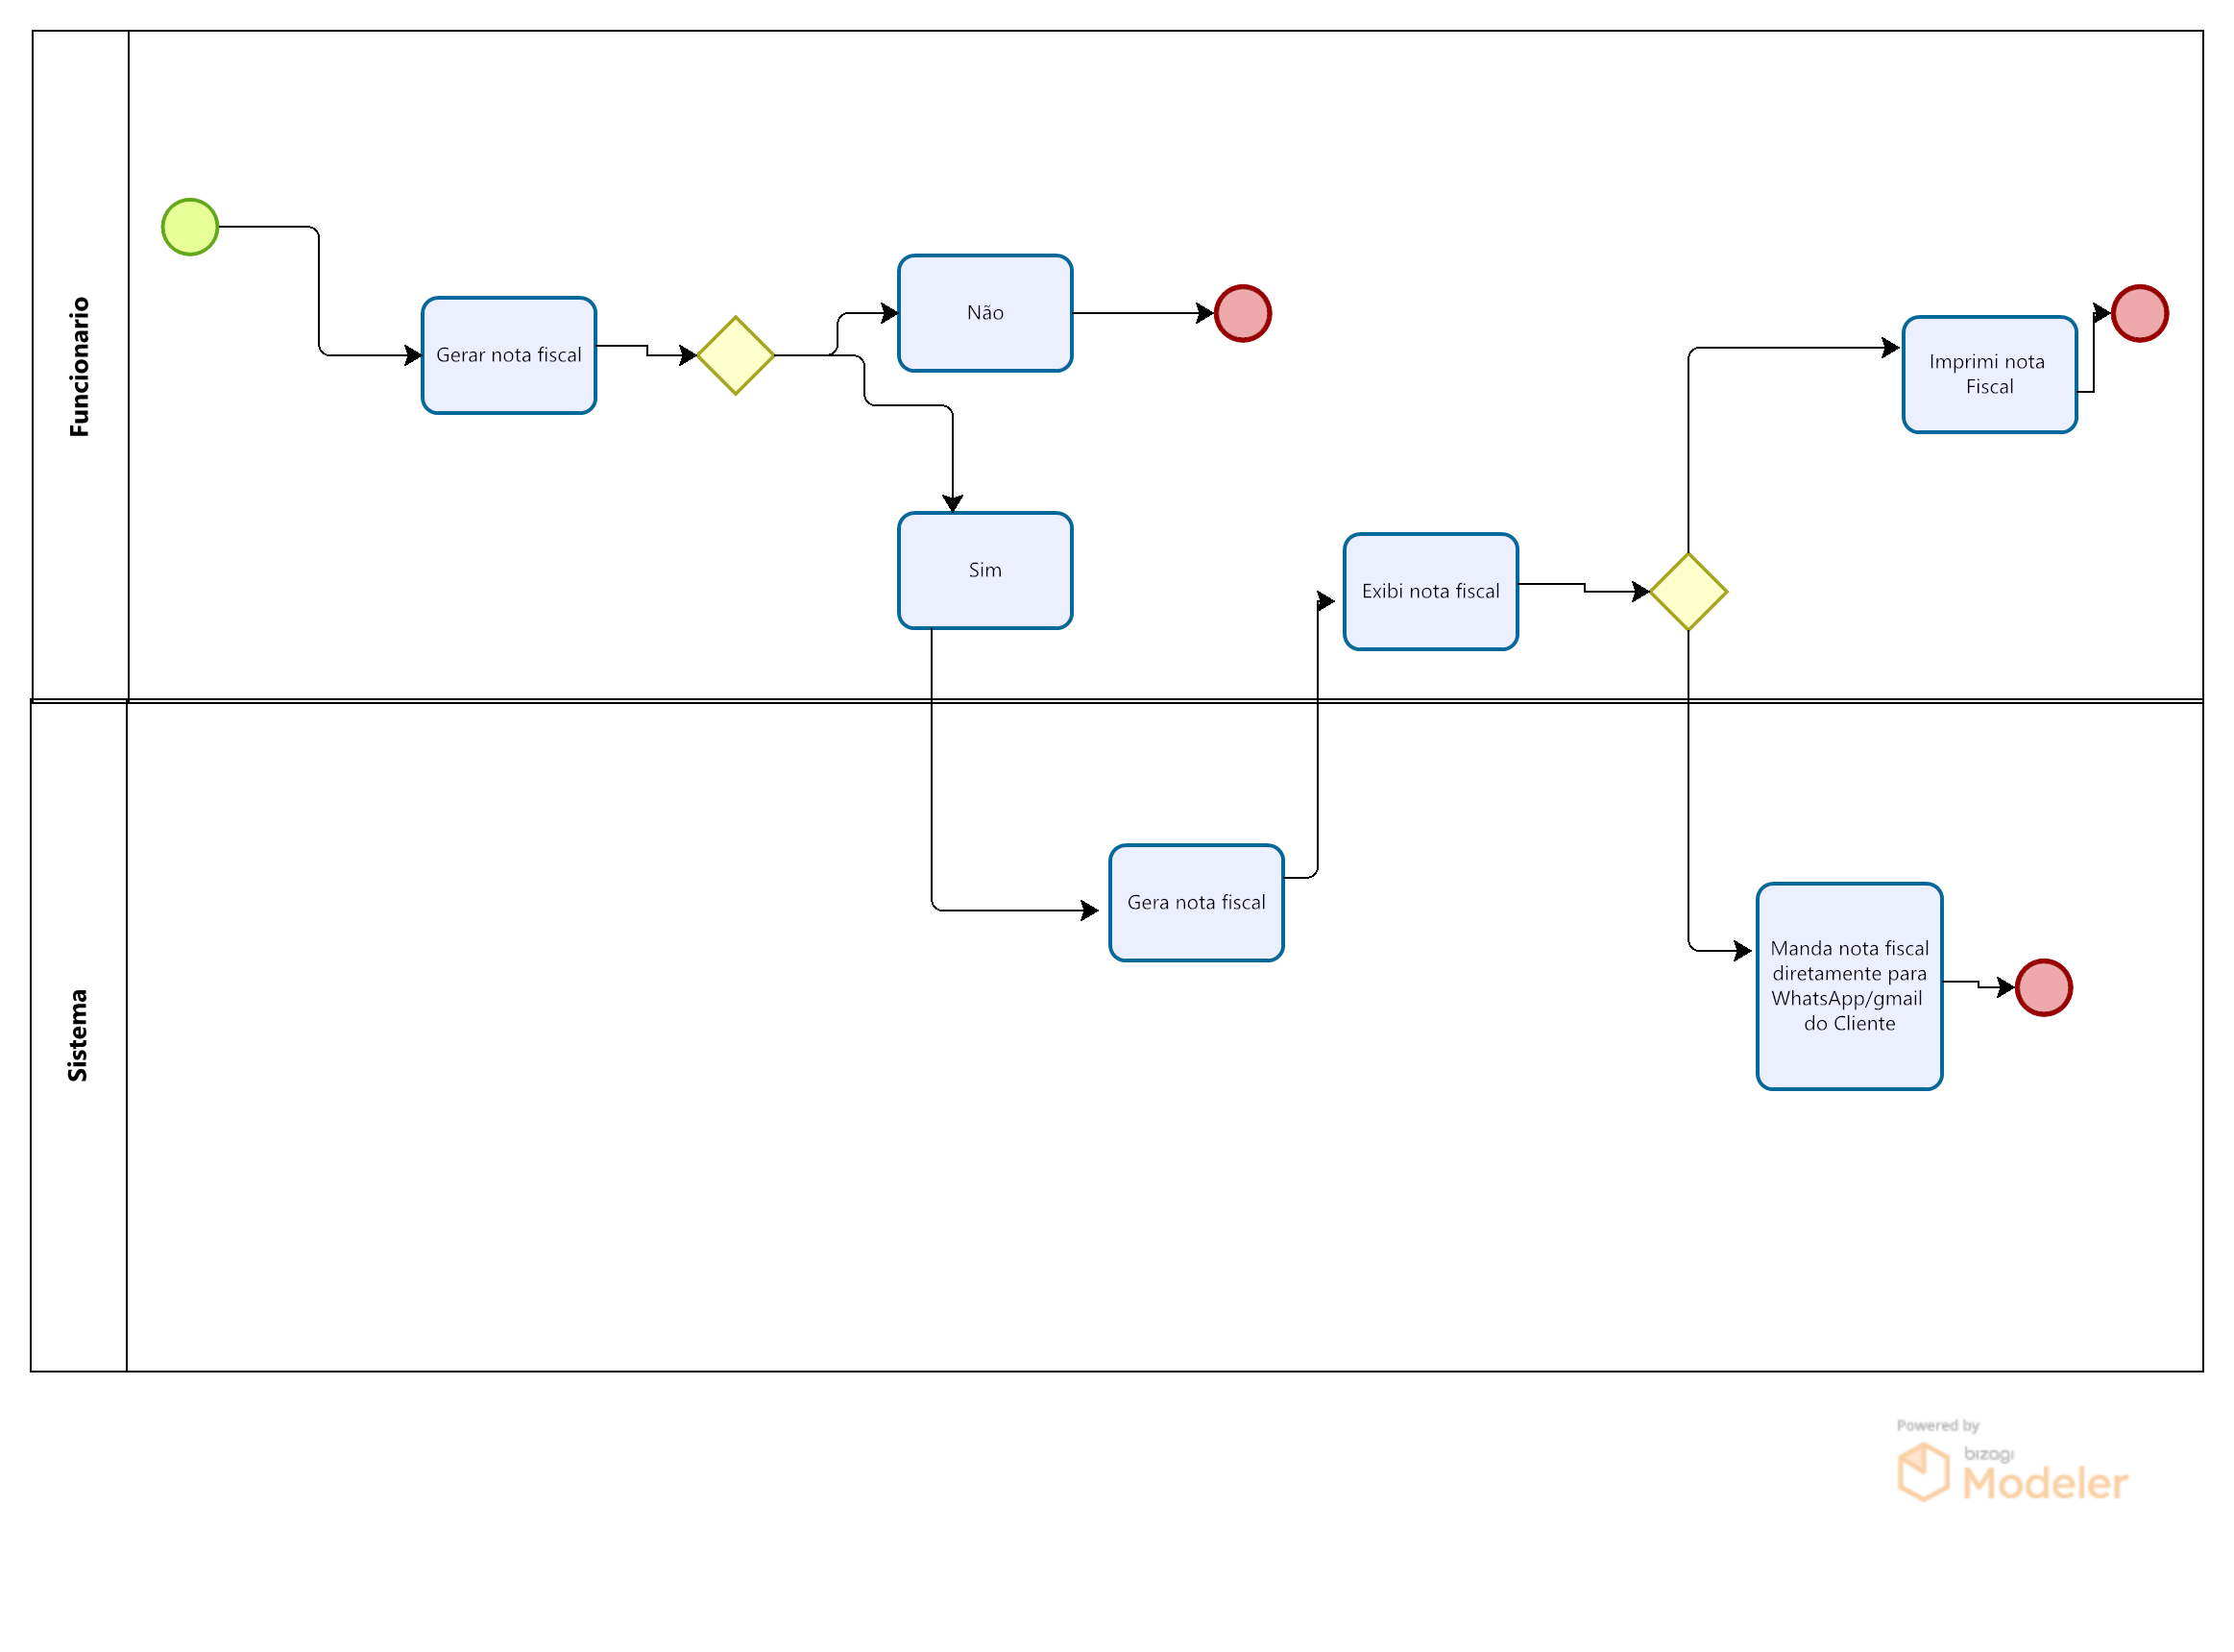 Funcionario
Gerar nota fiscal
Não
Sim
Exibi nota fiscal
Imprimi nota
Fiscal
Sistema
Gera nota fiscal
Manda nota fiscal
diretamente para
WhatsApp/gmail
do Cliente
Powered by
bizagi
Modeler